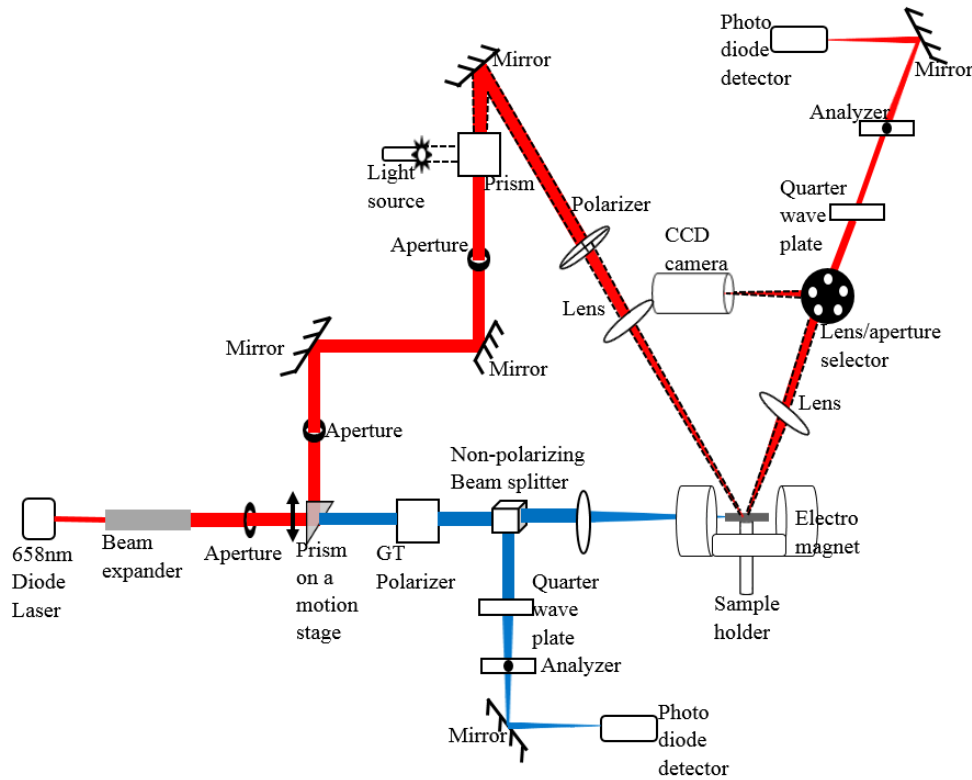 Photo
diode
detector
Mirror
Mirror
Analyzer
Light
source
Prism
Quarter
wave
plate
Polarizer
CCD
camera
Aperture
Lens
Lens/aperture
selector
Mirror
Mirror
Lens
Aperture
Non-polarizing
Beam splitter
658nm
Diode
Laser
Beam
expander
Aperture
Prism
on a
motion
stage
GT
Polarizer
Electro
magnet
Quarter
wave
plate
Sample
holder
Analyzer
Mirror
Photo
diode
detector